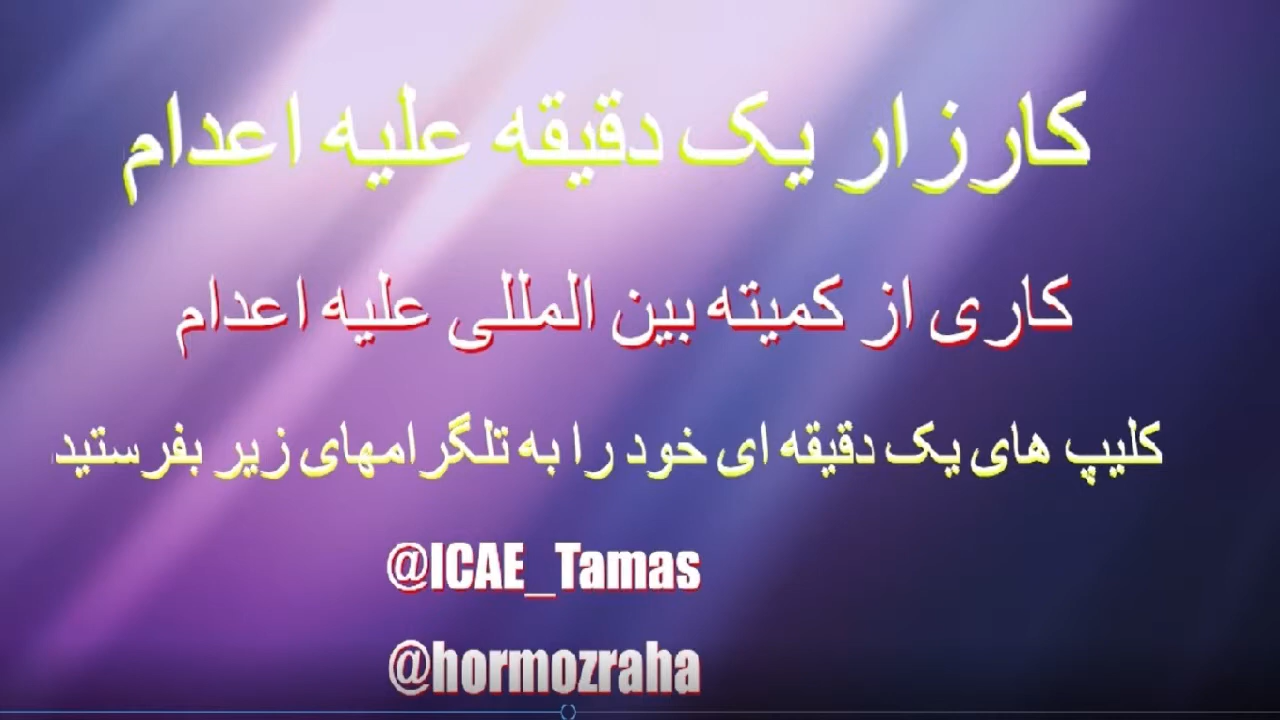 کارزار یک دقیقه علیه اعدام
کاری از کمیته بین المللی علیه اعدام
کلیپ های یک دقیقه ای خود را به تلگرامهای زیر بفرستید
@ICAE_Tamas
@hormozraha